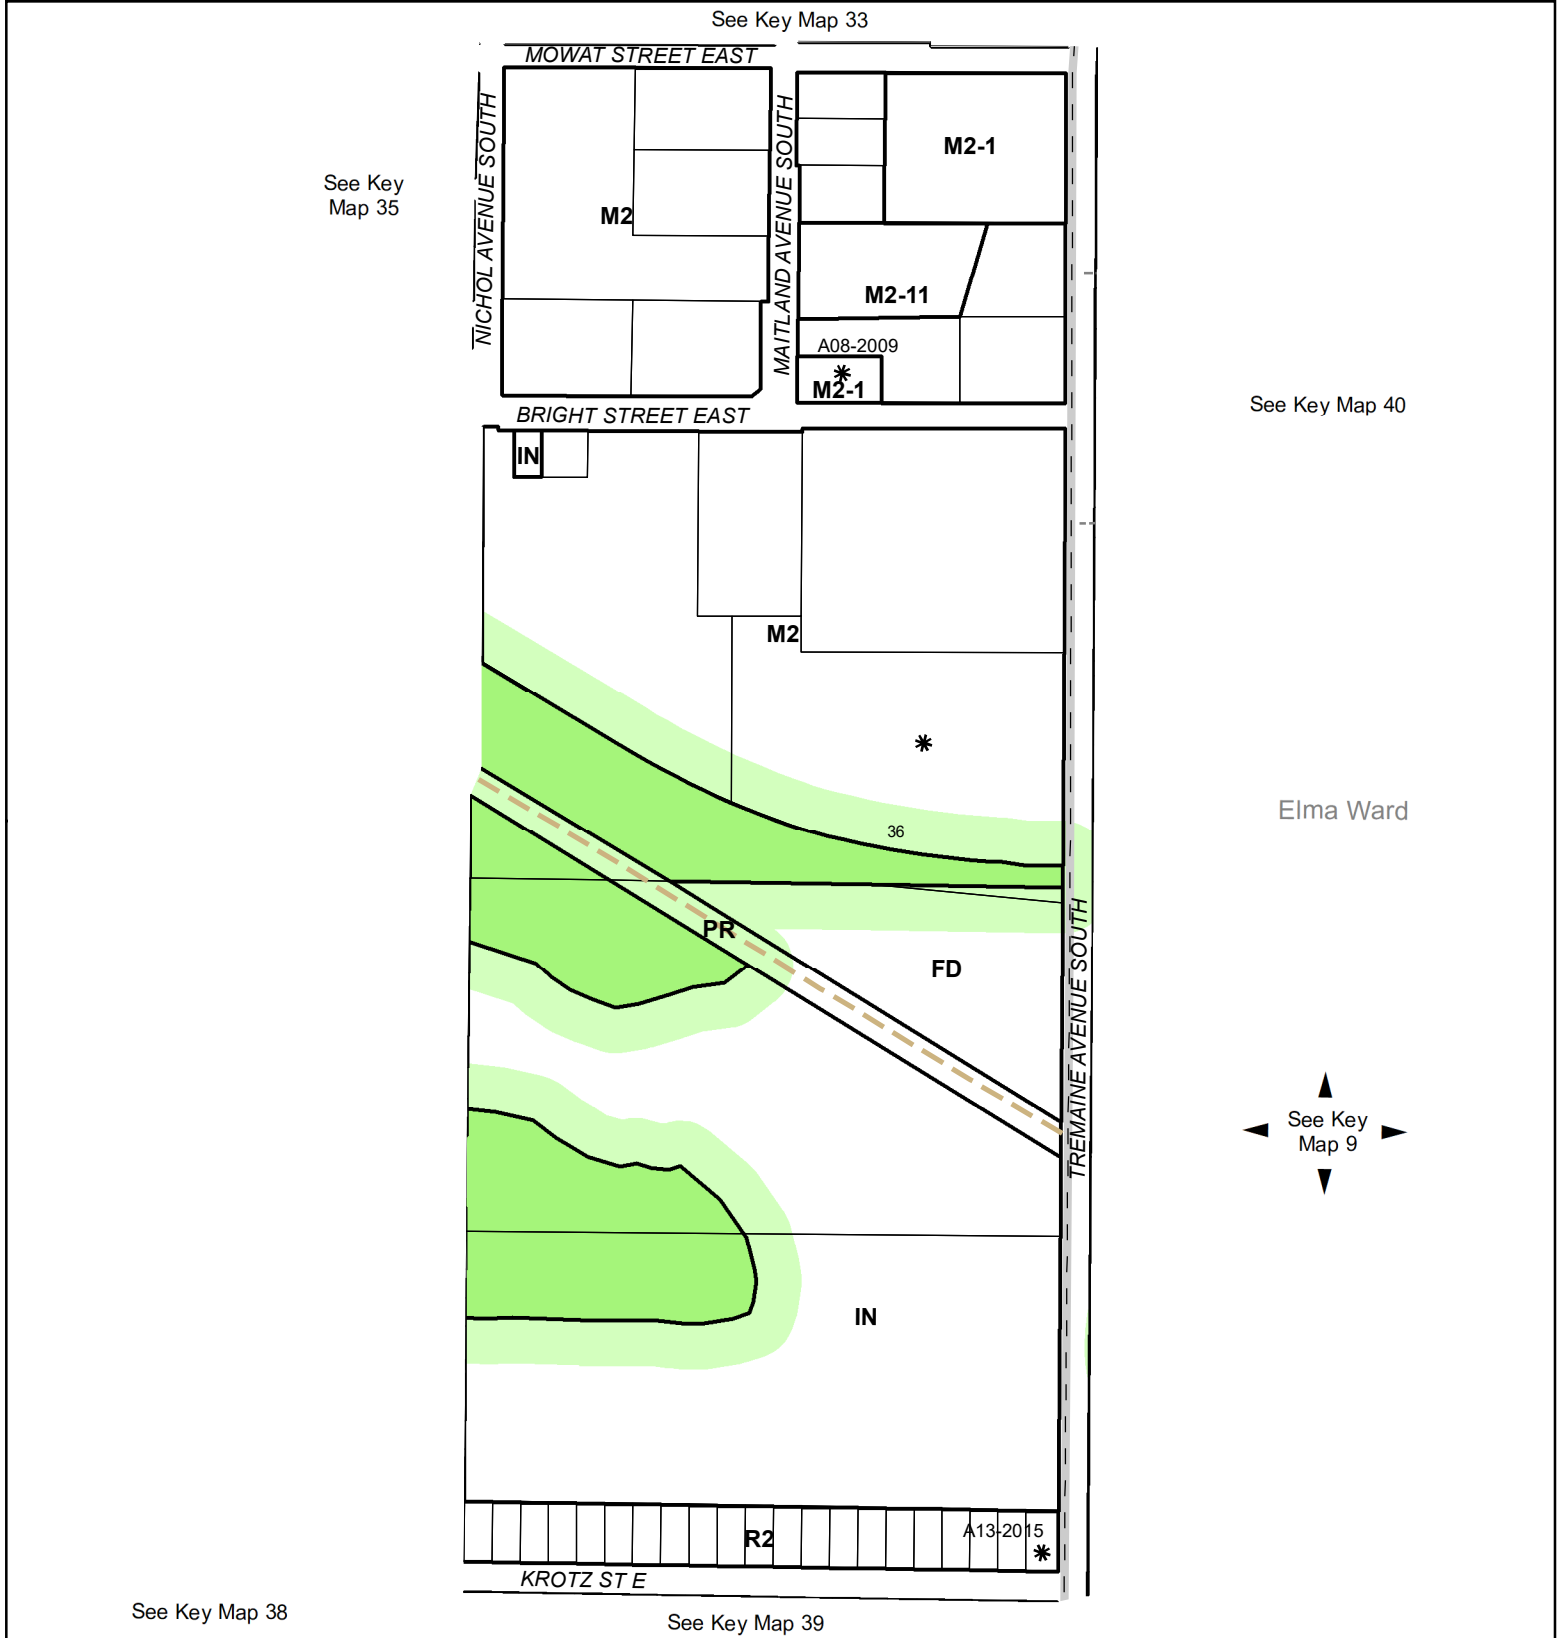 See Key Map 33
MOWAT STREET EAST
NICHOL AVENUE SOUTH
MAITLAND AVENUE SOUTH
M2-1
See Key
Map 35
M2
M2-11
A08-2009
M2-1
See Key Map 40
BRIGHT STREET EAST
IN
M2
Elma Ward
36
PR
FD
TREMAINE AVENUE SOUTH
See Key
Map 9
IN
A13-2015
R2
KROTZ ST E
See Key Map 38
See Key Map 39